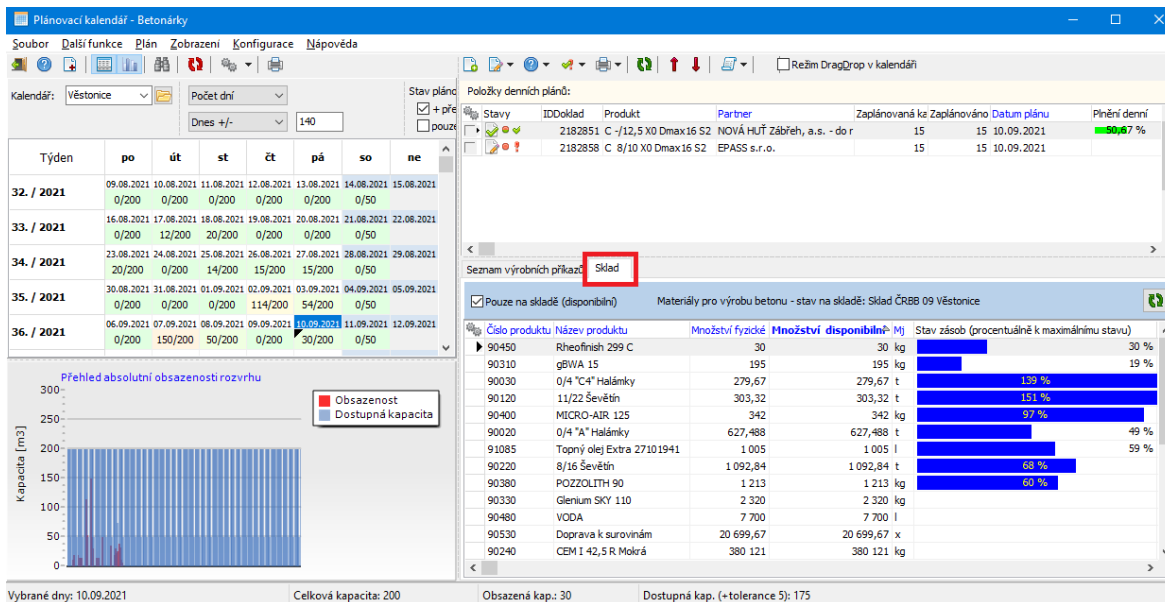 Plánovací kalendář - Betonárky
Soubor Další funkce Plán Zobrazení Konfigurace Nápověda
Režim DragDrop v kalendáři
Kalendář: Věstonice Počet dní Stav pláno
Dnes +/- 140 + pře
pouze
Týden po út st čt pá so ne
32. / 2021 09.08.2021 10.08.2021 11.08.2021 12.08.2021 13.08.2021 14.08.2021 15.08.2021
0/200 0/200 0/200 0/200 0/200 0/50
33. / 2021 16.08.2021 17.08.2021 18.08.2021 19.08.2021 20.08.2021 21.08.2021 22.08.2021
0/200 12/200 20/200 0/200 0/200 0/50
34. / 2021 23.08.2021 24.08.2021 25.08.2021 26.08.2021 27.08.2021 28.08.2021 29.08.2021
20/200 0/200 14/200 15/200 15/200 0/50
35. / 2021 30.08.2021 31.08.2021 01.09.2021 02.09.2021 03.09.2021 04.09.2021 05.09.2021
0/200 0/200 0/200 114/200 54/200 0/50
36. / 2021 06.09.2021 07.09.2021 08.09.2021 09.09.2021 10.09.2021 11.09.2021 12.09.2021
0/200 150/200 50/200 0/200 30/200 0/50
Přehled absolutní obsazenosti rozvrhu
Obsazenost
Dostupná kapacita
Kapacita [m3]
300
250
200
150
100
50
0
Položky denních plánů:
Stavy IDDoklad Produkt Partner Zaplánovaná ka Zaplánováno Datum plánu Plnění denní
2182851 C -/12,5 X0 Dmax16 S2 NOVÁ HUŤ Zábřeh, a.s. - do r 15 15 10.09.2021 50,67 %
2182858 C 8/10 X0 Dmax16 S2 EPASS s.r.o. 15 15 10.09.2021
Seznam výrobních příkazů Sklad
Pouze na skladě (disponibilní) Materiály pro výrobu betonu - stav na skladě: Sklad ČRBB 09 Věstonice
Číslo produktu Název produktu Množství fyzické Množství disponibilní Mj Stav zásob (procentuálně k maximálnímu stavu)
90450 Rheofinish 299 C 30 30 kg 30 %
90310 gBWA 15 195 195 kg 19 %
90030 0/4 "C4" Halámky 279,67 279,67 t 139 %
90120 11/22 Ševětín 303,32 303,32 t 151 %
90400 MICRO-AIR 125 342 342 kg 97 %
90020 0/4 "A" Halámky 627,488 627,488 t 49 %
91085 Topný olej Extra 27101941 1 005 1 005 l 59 %
90220 8/16 Ševětín 1 092,84 1 092,84 t 68 %
90380 POZZOLITH 90 1 213 1 213 kg 60 %
90330 Glenium SKY 110 2 320 2 320 kg
90480 VODA 7 700 7 700 l
90530 Doprava k surovinám 20 699,67 20 699,67 x
90240 CEM I 42,5 R Mokrá 380 121 380 121 kg
Vybrané dny: 10.09.2021 Celková kapacita: 200 Obsazená kap.: 30 Dostupná kap. (+tolerance 5): 175